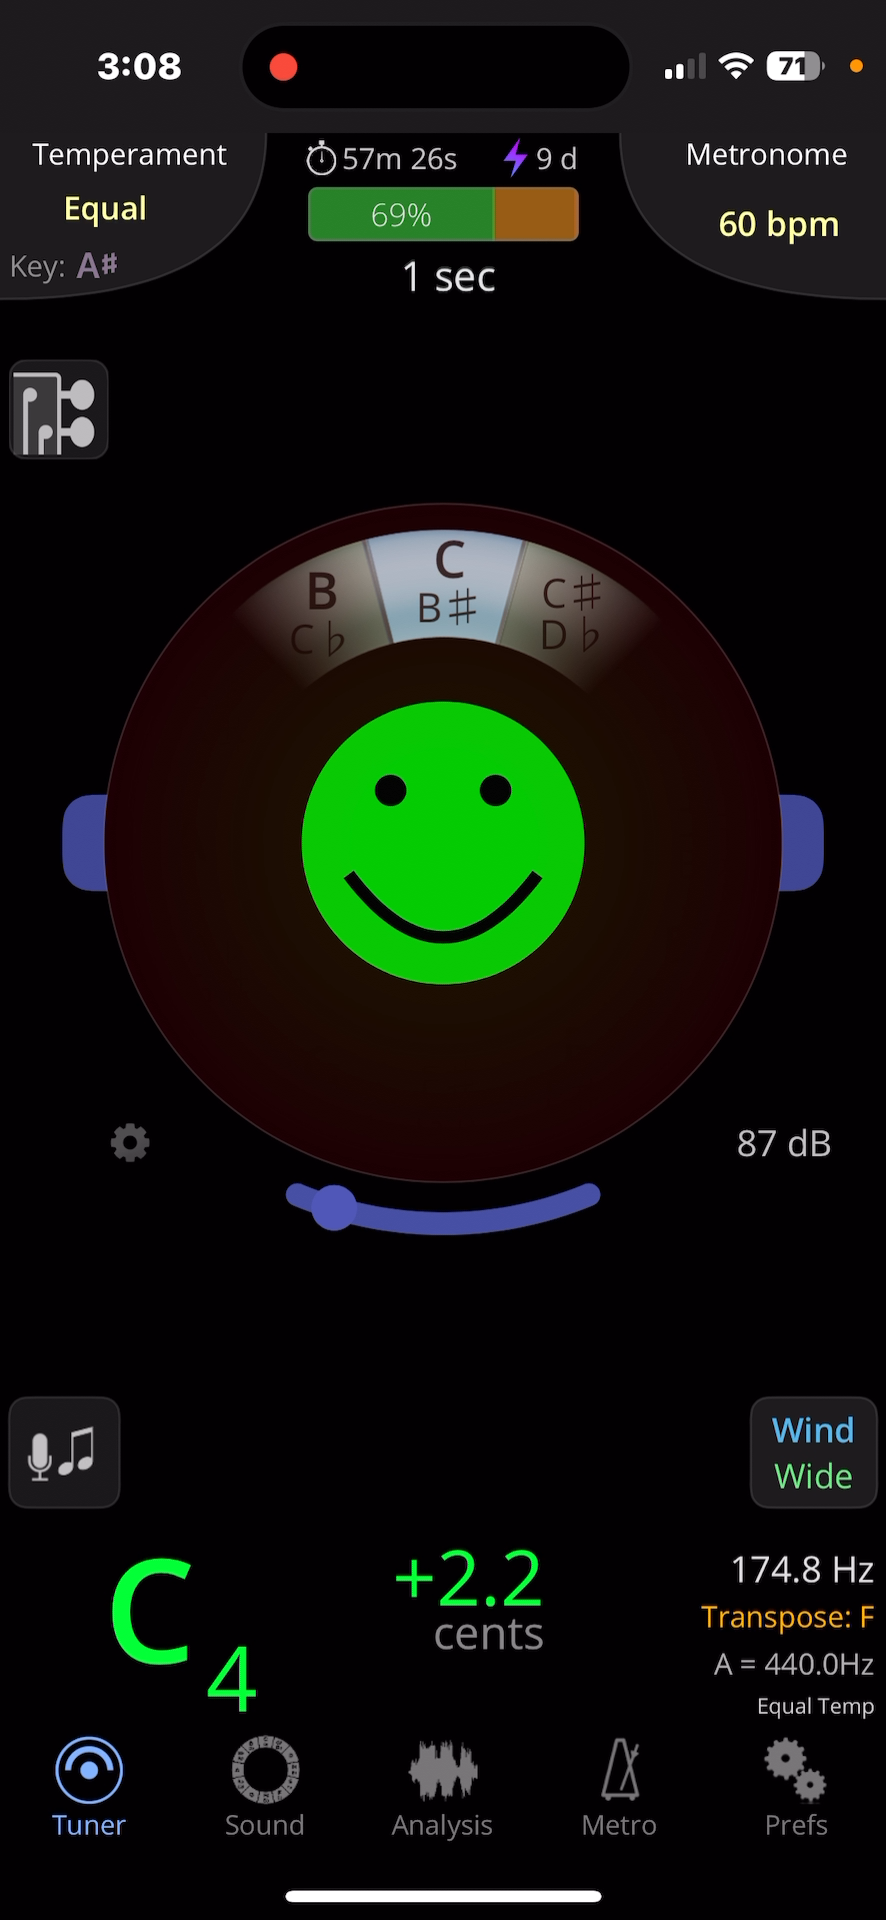 3:08
71
Temperament
Equal
Key: A♯
57m 26s
9 d
69%
1 sec
Metronome
60 bpm
B
C♭
C
B♯
C♯
D♭
87 dB
Wind
Wide
C4
+2.2
cents
174.8 Hz
Transpose: F
A = 440.0Hz
Equal Temp
Tuner
Sound
Analysis
Metro
Prefs